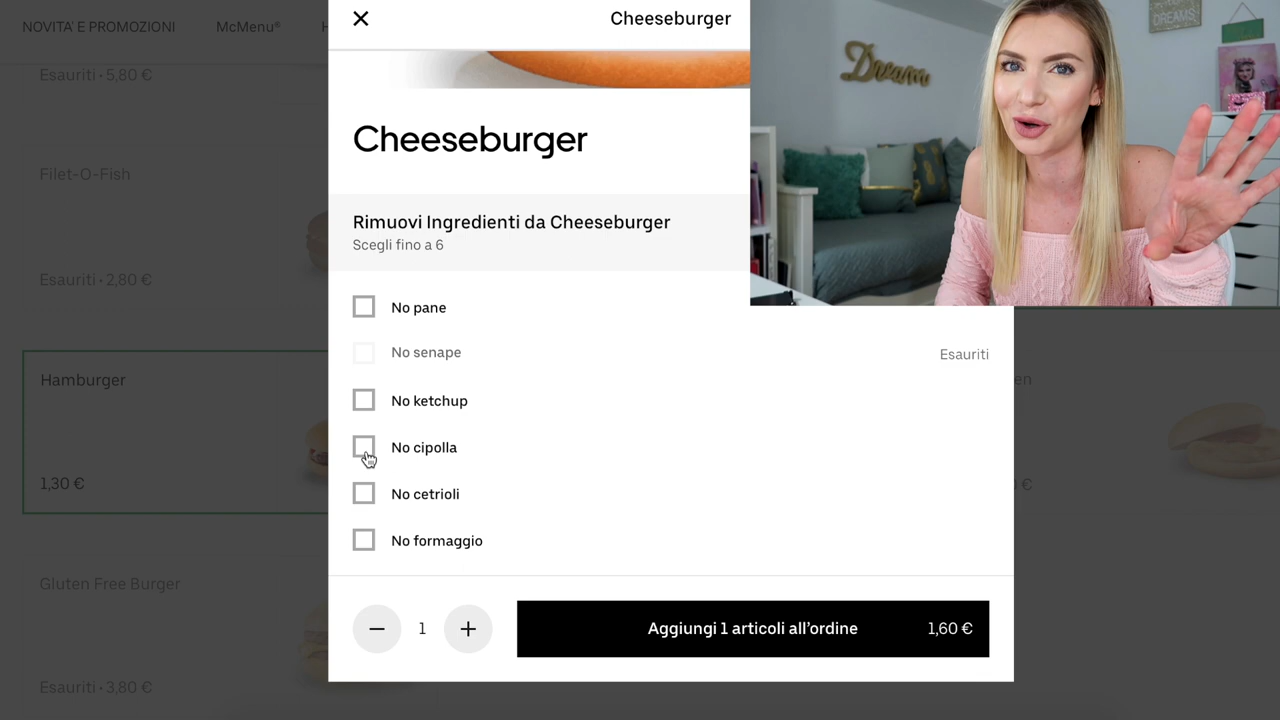 NOVITA' E PROMOZIONI
McMenu®
H
Esauriti • 5,80 €
Filet-O-Fish
Esauriti • 2,80 €
Hamburger
1,30 €
Gluten Free Burger
Esauriti • 3,80 €
Cheeseburger
Cheeseburger
Rimuovi Ingredienti da Cheeseburger
Scegli fino a 6
No pane
No senape
Esauriti
No ketchup
No cipolla
No cetrioli
No formaggio
1
Aggiungi 1 articoli all'ordine
1,60 €
en
€
Dream
DREAMS